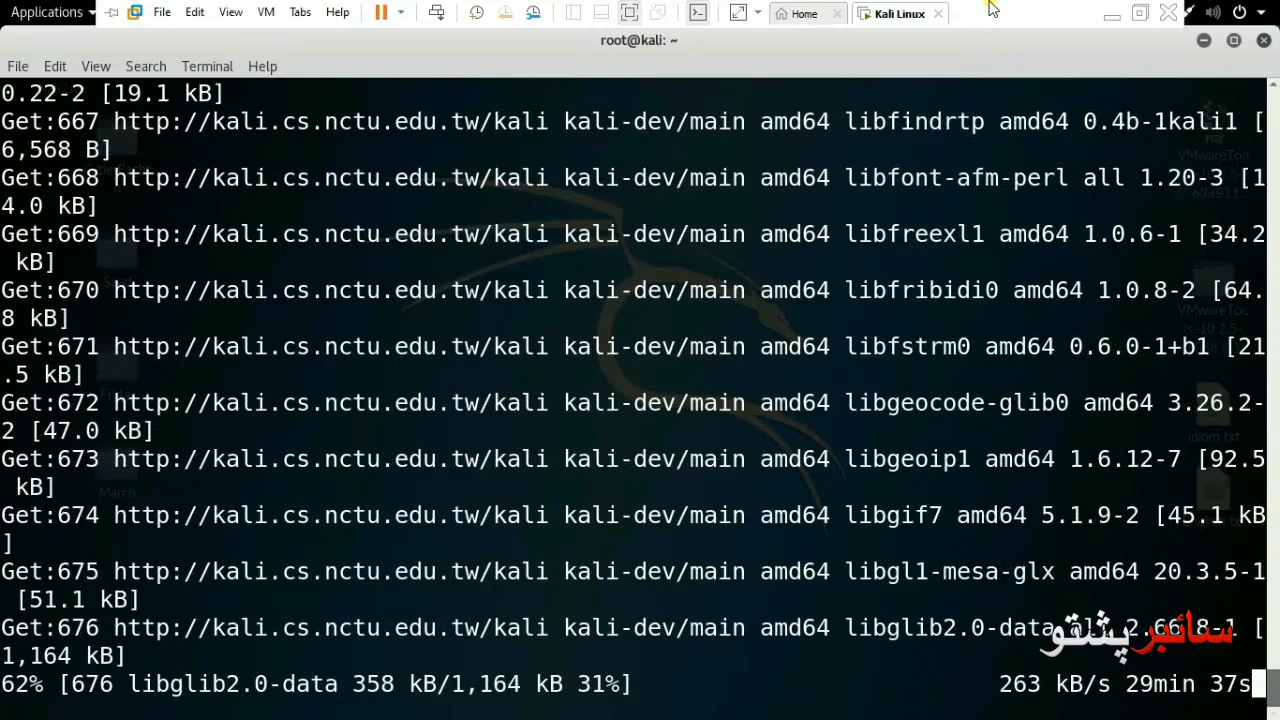 Applications File Edit View VM Tabs Help Home Kali Linux
root@kali: ~
File Edit View Search Terminal Help
0.22-2 [19.1 kB]
Get:667 http://kali.cs.nctu.edu.tw/kali kali-dev/main amd64 libfindrtp amd64 0.4b-1kali1 [
6,568 B]
Get:668 http://kali.cs.nctu.edu.tw/kali kali-dev/main amd64 libfont-afm-perl all 1.20-3 [1
4.0 kB]
Get:669 http://kali.cs.nctu.edu.tw/kali kali-dev/main amd64 libfreexl1 amd64 1.0.6-1 [34.2
kB]
Get:670 http://kali.cs.nctu.edu.tw/kali kali-dev/main amd64 libfribidi0 amd64 1.0.8-2 [64.
8 kB]
Get:671 http://kali.cs.nctu.edu.tw/kali kali-dev/main amd64 libfstrm0 amd64 0.6.0-1+b1 [21
.5 kB]
Get:672 http://kali.cs.nctu.edu.tw/kali kali-dev/main amd64 libgeocode-glib0 amd64 3.26.2-
2 [47.0 kB]
Get:673 http://kali.cs.nctu.edu.tw/kali kali-dev/main amd64 libgeoip1 amd64 1.6.12-7 [92.5
kB]
Get:674 http://kali.cs.nctu.edu.tw/kali kali-dev/main amd64 libgif7 amd64 5.1.9-2 [45.1 kB
]
Get:675 http://kali.cs.nctu.edu.tw/kali kali-dev/main amd64 libgl1-mesa-glx amd64 20.3.5-1
[51.1 kB]
Get:676 http://kali.cs.nctu.edu.tw/kali kali-dev/main amd64 libglib2.0-data all 2.66.8-1 [
1,164 kB]
62% [676 libglib2.0-data 358 kB/1,164 kB 31%] 263 kB/s 29min 37s
سائبر پشتو
VMwareToo
VMwareToo
ls-10.2.5-
idiom.txt
March